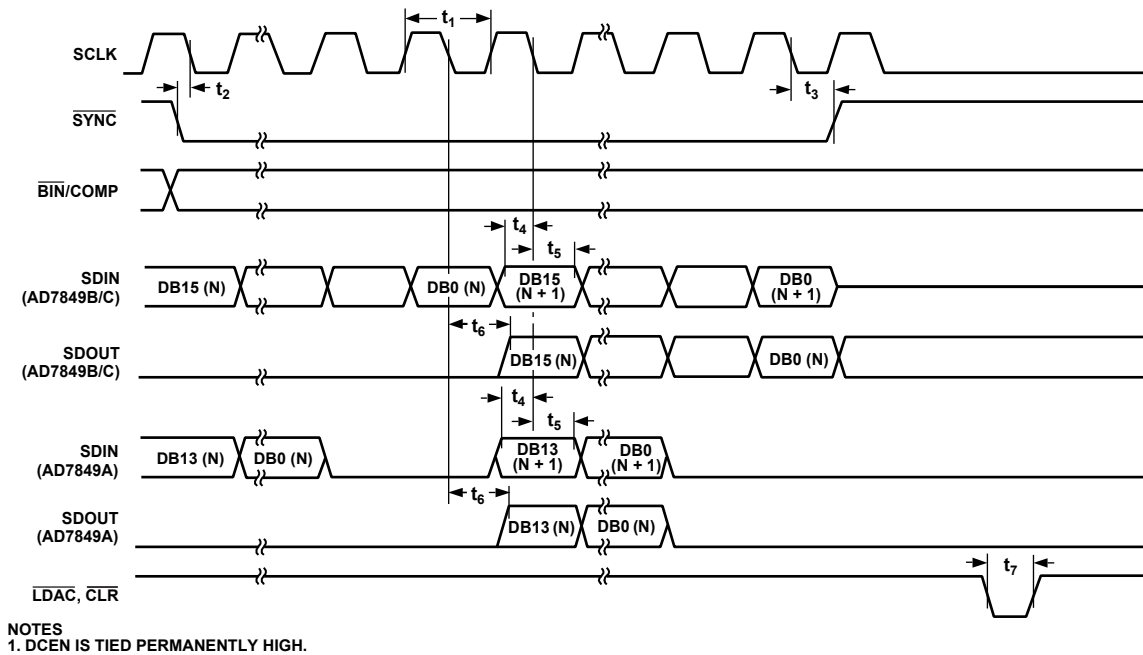 t1
SCLK
t2
t3
SYNC
BIN/COMP
t4
t5
SDIN
(AD7849B/C)
DB15 (N)
DB0 (N)
DB15
(N + 1)
DB0
(N + 1)
t6
SDOUT
(AD7849B/C)
DB15 (N)
DB0 (N)
t4
t5
SDIN
(AD7849A)
DB13 (N)
DB0 (N)
DB13
(N + 1)
DB0
(N + 1)
t6
SDOUT
(AD7849A)
DB13 (N)
DB0 (N)
t7
LDAC, CLR
NOTES
1. DCEN IS TIED PERMANENTLY HIGH.